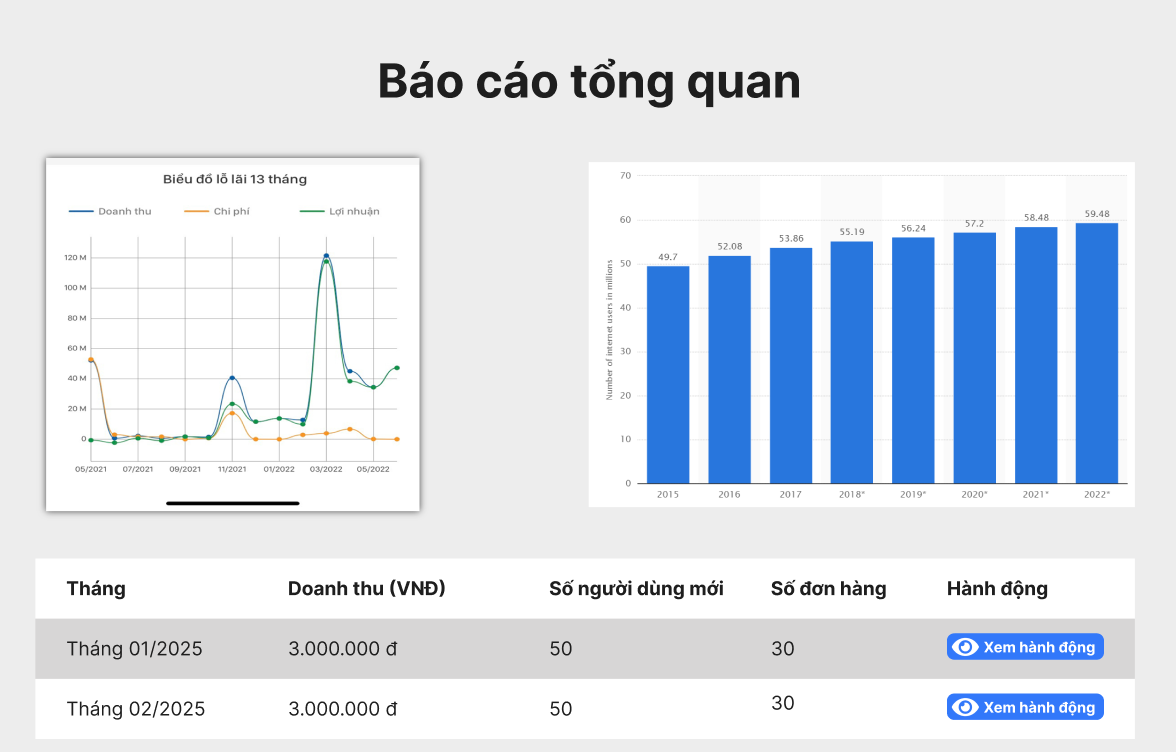 Báo cáo tổng quan
Biểu đồ lỗ lãi 13 tháng
Doanh thu Chi phí Lợi nhuận
120 M
100 M
80 M
60 M
40 M
20 M
0
05/2021 07/2021 09/2021 11/2021 01/2022 03/2022 05/2022
Number of internet users in millions
70
60
50
40
30
20
10
0
49.7 52.08 53.86 55.19 56.24 57.2 58.48 59.48
2015 2016 2017 2018* 2019* 2020* 2021* 2022*
Tháng Doanh thu (VNĐ) Số người dùng mới Số đơn hàng Hành động
Tháng 01/2025 3.000.000 đ 50 30 Xem hành động
Tháng 02/2025 3.000.000 đ 50 30 Xem hành động